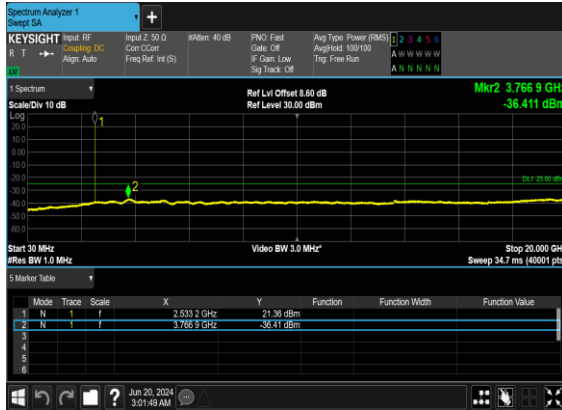 Spectrum Analyzer 1
Swept SA
+
KEYSIGHT Input: RF Input Z: 50 Ω #Atten: 40 dB PNO: Fast Avg Type: Power (RMS) 1 2 3 4 5 6
R T Coupling: DC Corr CCorr Gate: Off Avg|Hold: 100/100 A W W W W W
Align: Auto Freq Ref: Int (S) IF Gain: Low Trig: Free Run
Sig Track: Off A N N N N N
1 Spectrum Ref Lvl Offset 8.60 dB Mkr2 3.766 9 GHz
Scale/Div 10 dB Ref Level 30.00 dBm -36.411 dBm
Log
1
20.0
10.0
0.00
-10.0
-20.0
DL1 -25.00 dBm
2
-30.0
-40.0
-50.0
-60.0
Start 30 MHz Video BW 3.0 MHz* Stop 20.000 GHz
#Res BW 1.0 MHz Sweep 34.7 ms (40001 pts)
5 Marker Table
Mode Trace Scale X Y Function Function Width Function Value
1 N 1 f 2.533 2 GHz 21.36 dBm
2 N 1 f 3.766 9 GHz -36.41 dBm
3
4
5
6
? Jun 20, 2024
3:01:49 AM